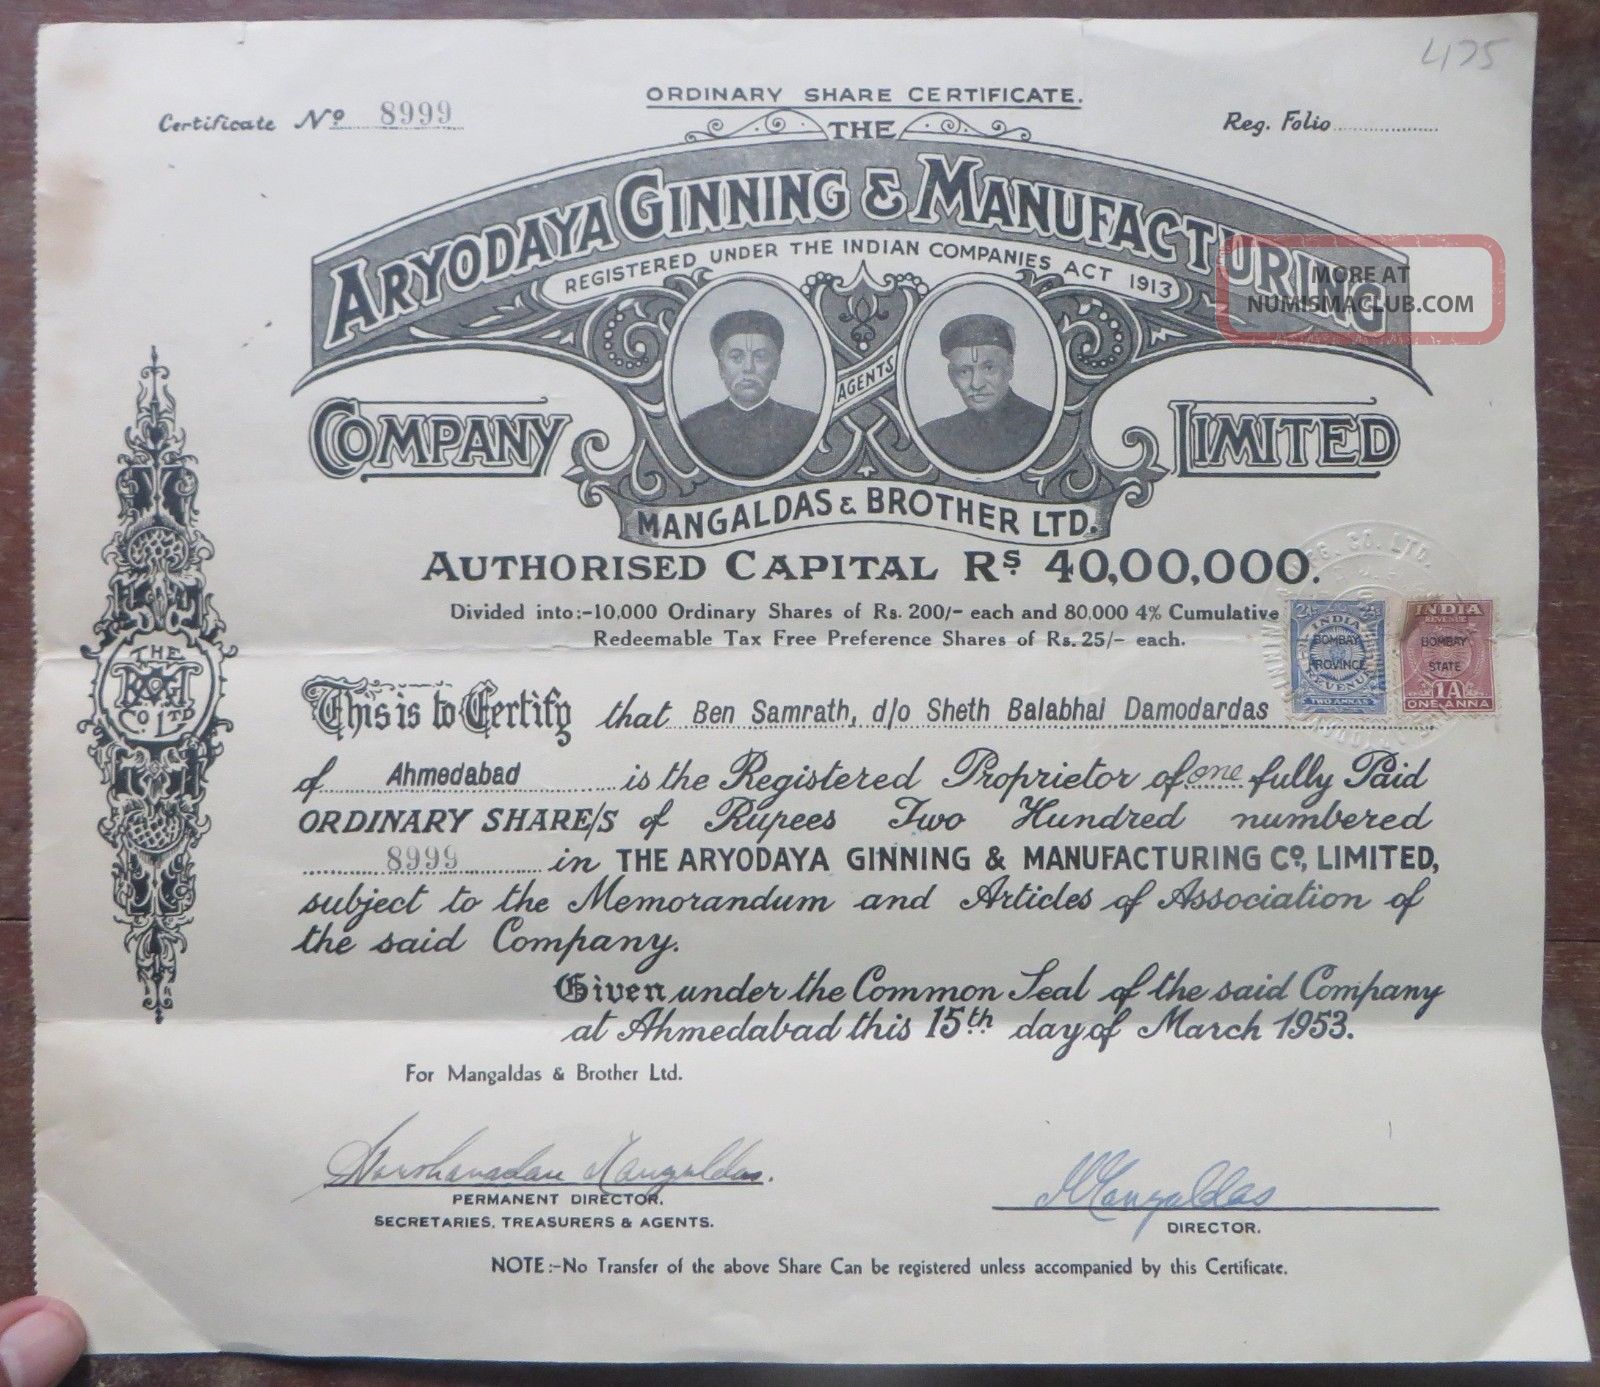 475
ORDINARY SHARE CERTIFICATE.
Certificate No. 8999
Reg. Folio
THE
ARYODAYA GINNING & MANUFACTURING
REGISTERED UNDER THE INDIAN COMPANIES ACT 1913
MORE AT
NUMISMACLUB.COM
AGENTS
COMPANY LIMITED
MANGALDAS & BROTHER LTD.
AUTHORISED CAPITAL RS. 40,00,000.
Divided into:-10,000 Ordinary Shares of Rs. 200/- each and 80,000 4% Cumulative
Redeemable Tax Free Preference Shares of Rs. 25/- each.
INDIA
BOMBAY
PROVINCE
REVENUE
TWO ANNAS
INDIA
REVENUE
BOMBAY
STATE
1A
ONE ANNA
THE
CO. LTD
This is to Certify that Ben Samrath, d/o Sheth Balabhai Damodardas
of Ahmedabad is the Registered Proprietor of one fully Paid
ORDINARY SHARE/S of Rupees Two Hundred numbered
8999 in THE ARYODAYA GINNING & MANUFACTURING CO., LIMITED,
subject to the Memorandum and Articles of Association of
the said Company.
Given under the Common Seal of the said Company
at Ahmedabad this 15th day of March 1953.
For Mangaldas & Brother Ltd.
Mangaldas.
PERMANENT DIRECTOR.
SECRETARIES, TREASURERS & AGENTS.
Mangaldas
DIRECTOR.
NOTE:-No Transfer of the above Share Can be registered unless accompanied by this Certificate.